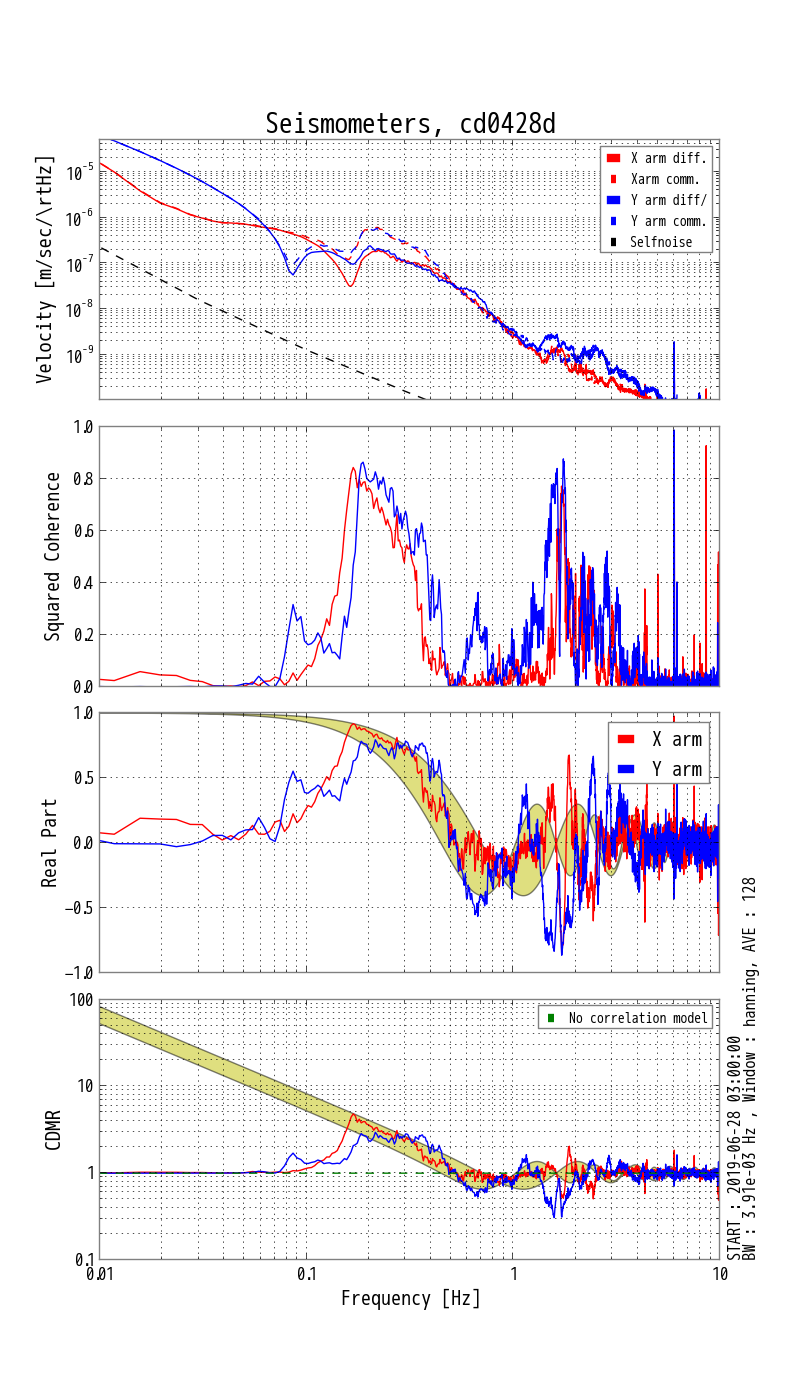 Seismometers, cd0428d
Velocity [m/sec/\rtHz]
10^-5
10^-6
10^-7
10^-8
10^-9
X arm diff.
Xarm comm.
Y arm diff/
Y arm comm.
Selfnoise
Squared Coherence
1.0
0.8
0.6
0.4
0.2
0.0
Real Part
1.0
0.5
0.0
−0.5
−1.0
X arm
Y arm
CDMR
100
10
1
0.1
No correlation model
0.01
0.1
1
10
Frequency [Hz]
START : 2019-06-28 03:00:00
BW : 3.91e-03 Hz , Window : hanning, AVE : 128